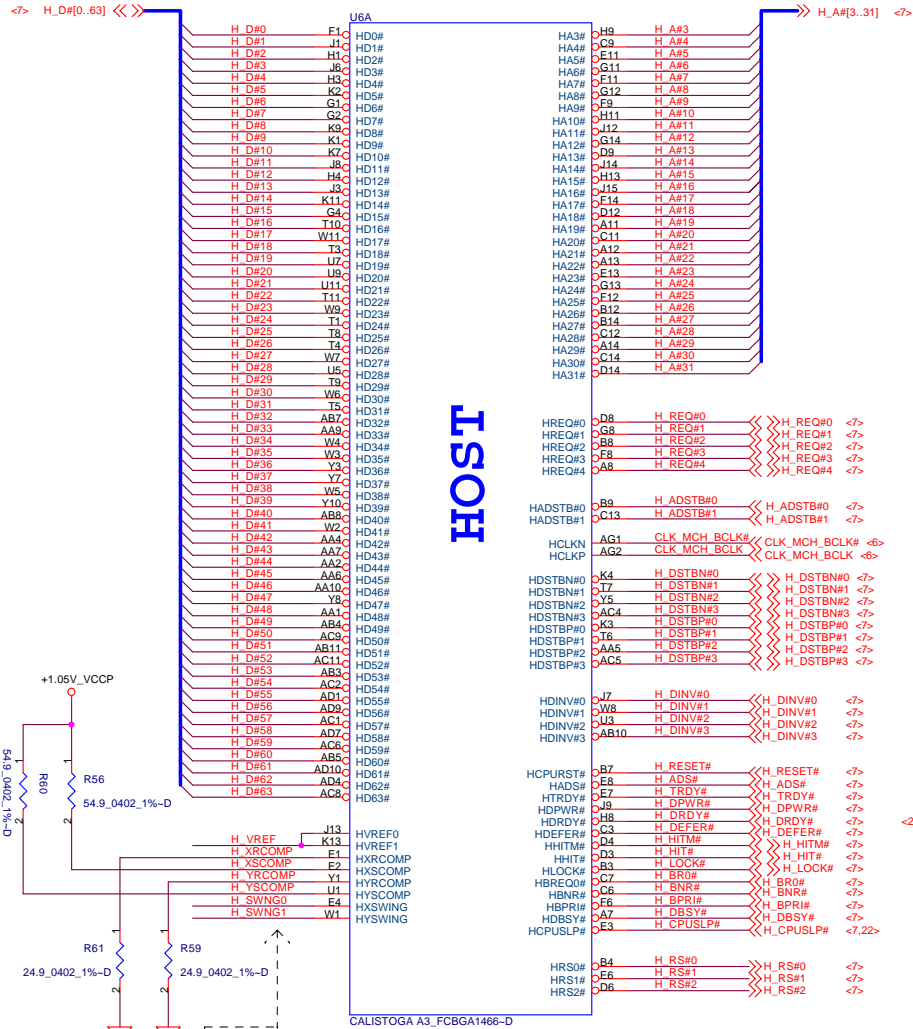 <7> H_D#[0..63]
H_A#[3..31] <7>
U6A
H_D#0 F1 HD0#
H_D#1 J1 HD1#
H_D#2 H1 HD2#
H_D#3 J6 HD3#
H_D#4 H3 HD4#
H_D#5 K2 HD5#
H_D#6 G1 HD6#
H_D#7 G2 HD7#
H_D#8 K9 HD8#
H_D#9 K1 HD9#
H_D#10 K7 HD10#
H_D#11 J8 HD11#
H_D#12 H4 HD12#
H_D#13 J3 HD13#
H_D#14 K11 HD14#
H_D#15 G4 HD15#
H_D#16 T10 HD16#
H_D#17 W11 HD17#
H_D#18 T3 HD18#
H_D#19 U7 HD19#
H_D#20 U9 HD20#
H_D#21 U11 HD21#
H_D#22 T11 HD22#
H_D#23 W9 HD23#
H_D#24 T1 HD24#
H_D#25 T8 HD25#
H_D#26 T4 HD26#
H_D#27 W7 HD27#
H_D#28 U5 HD28#
H_D#29 T9 HD29#
H_D#30 W6 HD30#
H_D#31 T5 HD31#
H_D#32 AB7 HD32#
H_D#33 AA9 HD33#
H_D#34 W4 HD34#
H_D#35 W3 HD35#
H_D#36 Y3 HD36#
H_D#37 Y7 HD37#
H_D#38 W5 HD38#
H_D#39 Y10 HD39#
H_D#40 AB8 HD40#
H_D#41 W2 HD41#
H_D#42 AA4 HD42#
H_D#43 AA7 HD43#
H_D#44 AA2 HD44#
H_D#45 AA6 HD45#
H_D#46 AA10 HD46#
H_D#47 Y8 HD47#
H_D#48 AA1 HD48#
H_D#49 AB4 HD49#
H_D#50 AC9 HD50#
H_D#51 AB11 HD51#
H_D#52 AC11 HD52#
H_D#53 AB3 HD53#
H_D#54 AC2 HD54#
H_D#55 AD1 HD55#
H_D#56 AD9 HD56#
H_D#57 AC1 HD57#
H_D#58 AD7 HD58#
H_D#59 AC6 HD59#
H_D#60 AB5 HD60#
H_D#61 AD10 HD61#
H_D#62 AD4 HD62#
H_D#63 AC8 HD63#
J13 HVREF0
H_VREF K13 HVREF1
H_XRCOMP E1 HXRCOMP
H_XSCOMP E2 HXSCOMP
H_YRCOMP Y1 HYRCOMP
H_YSCOMP U1 HYSCOMP
H_SWNG0 E4 HXSWING
H_SWNG1 W1 HYSWING
HOST
HA3# H9 H_A#3
HA4# C9 H_A#4
HA5# E11 H_A#5
HA6# G11 H_A#6
HA7# F11 H_A#7
HA8# G12 H_A#8
HA9# F9 H_A#9
HA10# H11 H_A#10
HA11# J12 H_A#11
HA12# G14 H_A#12
HA13# D9 H_A#13
HA14# J14 H_A#14
HA15# H13 H_A#15
HA16# J15 H_A#16
HA17# F14 H_A#17
HA18# D12 H_A#18
HA19# A11 H_A#19
HA20# C11 H_A#20
HA21# A12 H_A#21
HA22# A13 H_A#22
HA23# E13 H_A#23
HA24# G13 H_A#24
HA25# F12 H_A#25
HA26# B12 H_A#26
HA27# B14 H_A#27
HA28# C12 H_A#28
HA29# A14 H_A#29
HA30# C14 H_A#30
HA31# D14 H_A#31
HREQ#0 D8 H_REQ#0 H_REQ#0 <7>
HREQ#1 G8 H_REQ#1 H_REQ#1 <7>
HREQ#2 B8 H_REQ#2 H_REQ#2 <7>
HREQ#3 F8 H_REQ#3 H_REQ#3 <7>
HREQ#4 A8 H_REQ#4 H_REQ#4 <7>
HADSTB#0 B9 H_ADSTB#0 H_ADSTB#0 <7>
HADSTB#1 C13 H_ADSTB#1 H_ADSTB#1 <7>
HCLKN AG1 CLK_MCH_BCLK# CLK_MCH_BCLK# <6>
HCLKP AG2 CLK_MCH_BCLK CLK_MCH_BCLK <6>
HDSTBN#0 K4 H_DSTBN#0 H_DSTBN#0 <7>
HDSTBN#1 T7 H_DSTBN#1 H_DSTBN#1 <7>
HDSTBN#2 Y5 H_DSTBN#2 H_DSTBN#2 <7>
HDSTBN#3 AC4 H_DSTBN#3 H_DSTBN#3 <7>
HDSTBP#0 K3 H_DSTBP#0 H_DSTBP#0 <7>
HDSTBP#1 T6 H_DSTBP#1 H_DSTBP#1 <7>
HDSTBP#2 AA5 H_DSTBP#2 H_DSTBP#2 <7>
HDSTBP#3 AC5 H_DSTBP#3 H_DSTBP#3 <7>
HDINV#0 J7 H_DINV#0 H_DINV#0 <7>
HDINV#1 W8 H_DINV#1 H_DINV#1 <7>
HDINV#2 U3 H_DINV#2 H_DINV#2 <7>
HDINV#3 AB10 H_DINV#3 H_DINV#3 <7>
HCPURST# B7 H_RESET# H_RESET# <7>
HADS# E8 H_ADS# H_ADS# <7>
HTRDY# E7 H_TRDY# H_TRDY# <7>
HDPWR# J9 H_DPWR# H_DPWR# <7>
HDRDY# H8 H_DRDY# H_DRDY# <7> <2
HDEFER# C3 H_DEFER# H_DEFER# <7>
HHITM# D4 H_HITM# H_HITM# <7>
HHIT# D3 H_HIT# H_HIT# <7>
HLOCK# B3 H_LOCK# H_LOCK# <7>
HBREQ0# C7 H_BR0# H_BR0# <7>
HBNR# C6 H_BNR# H_BNR# <7>
HBPRI# F6 H_BPRI# H_BPRI# <7>
HDBSY# A7 H_DBSY# H_DBSY# <7>
HCPUSLP# E3 H_CPUSLP# H_CPUSLP# <7,22>
HRS0# B4 H_RS#0 H_RS#0 <7>
HRS1# E6 H_RS#1 H_RS#1 <7>
HRS2# D6 H_RS#2 H_RS#2 <7>
+1.05V_VCCP
1 1
54.9_0402_1%~D R60
R56
54.9_0402_1%~D
2 2
1 1
R61 R59
24.9_0402_1%~D 24.9_0402_1%~D
2 2
CALISTOGA A3_FCBGA1466~D